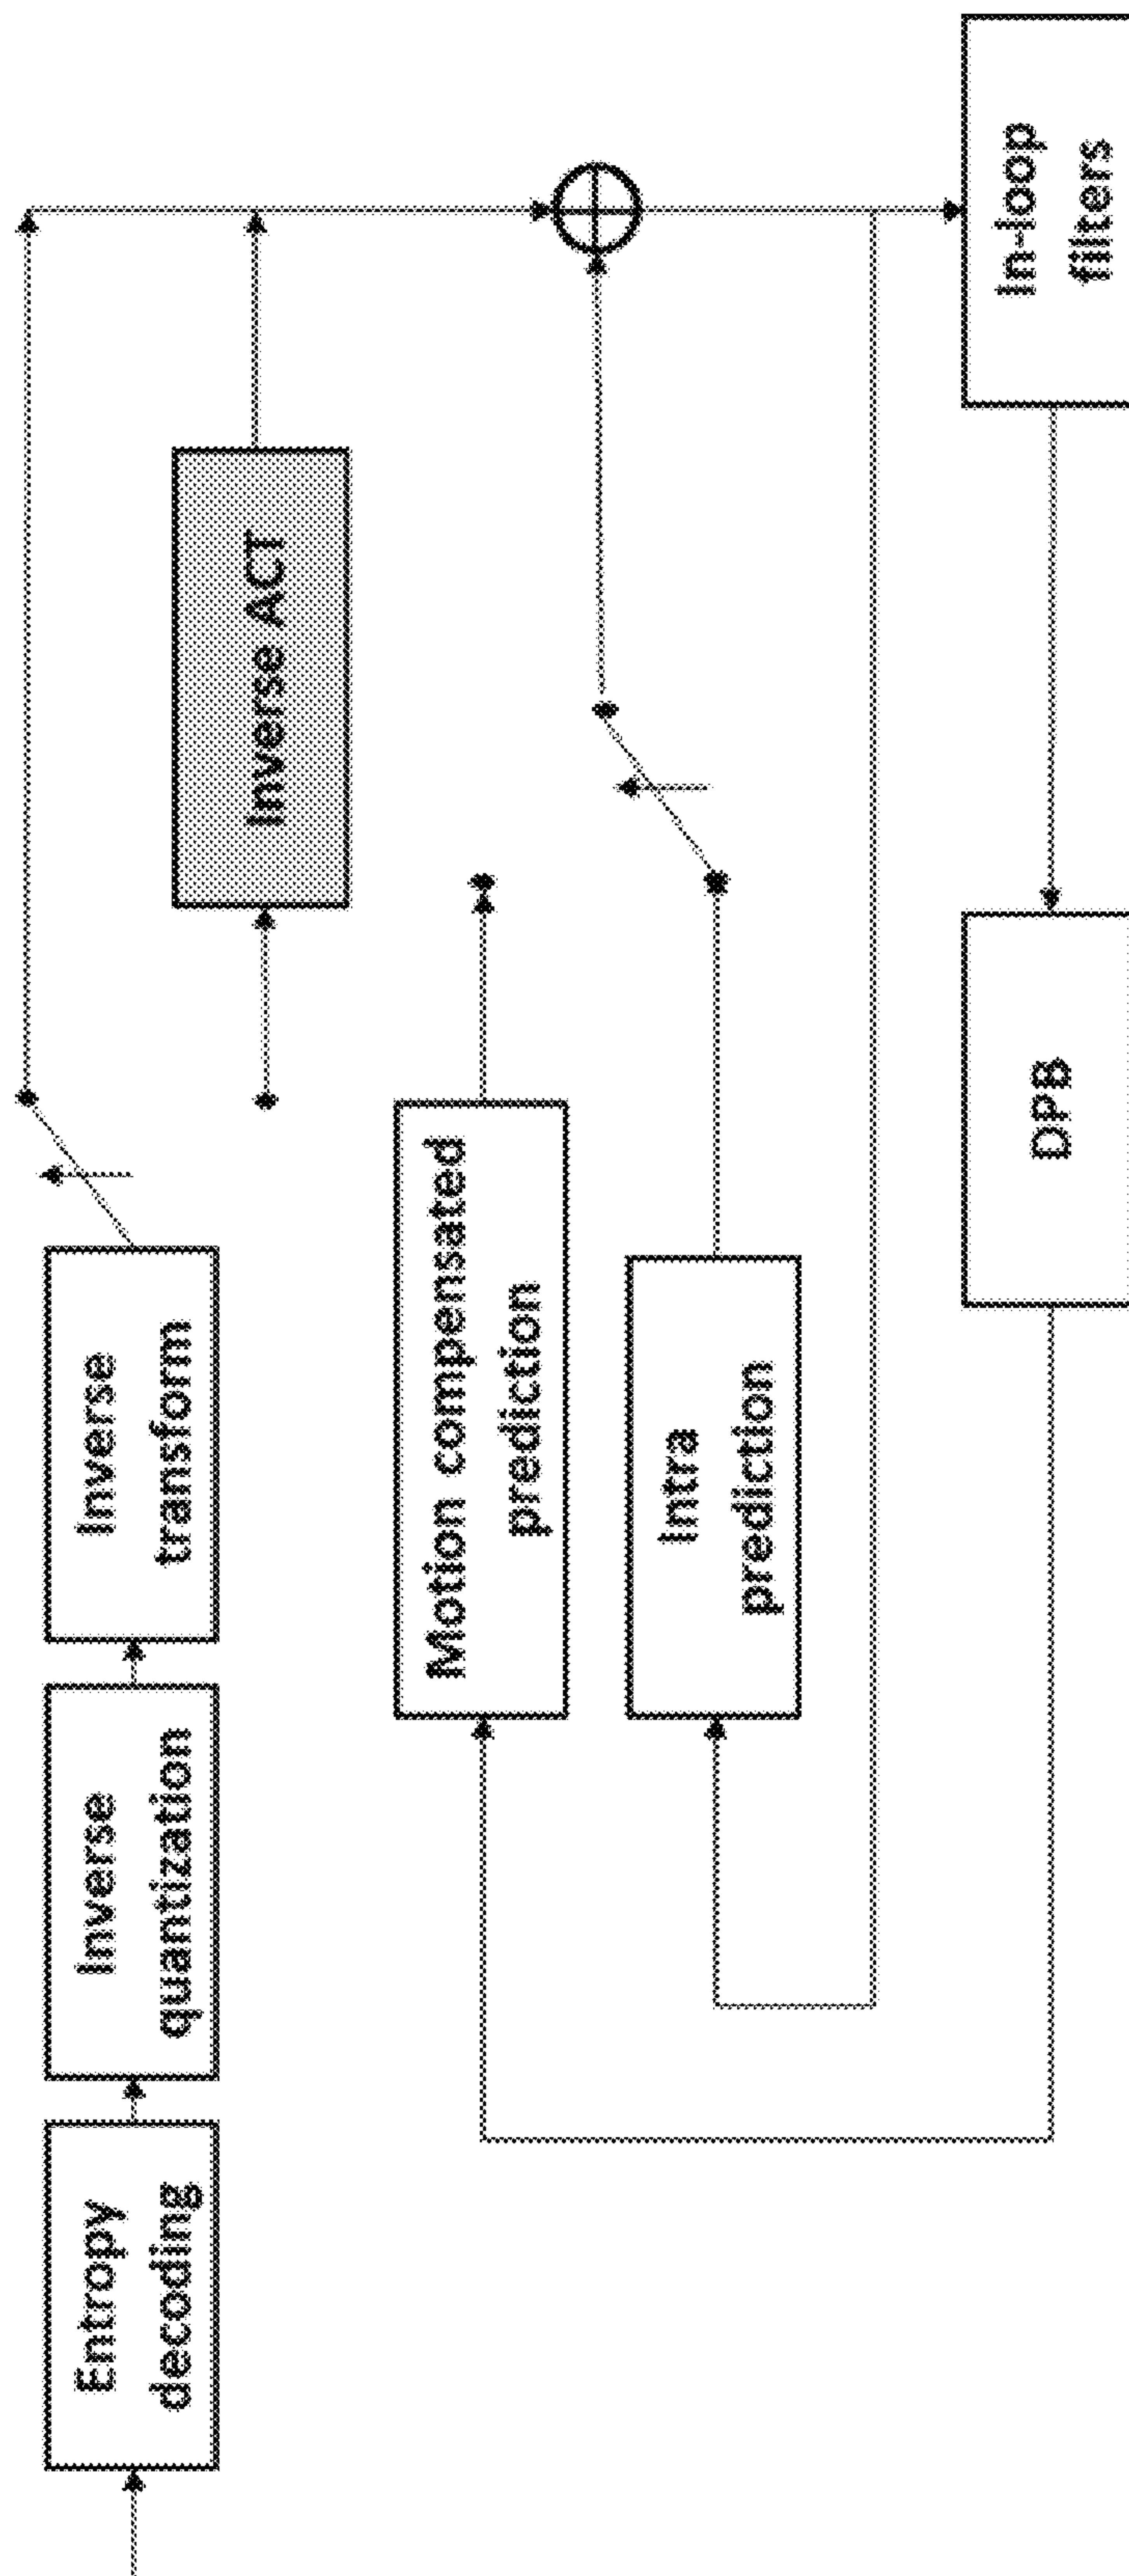 Entropy
decoding
Inverse
quantization
Inverse
transform
Inverse ACT
Motion compensated
prediction
Intra
prediction
DPB
In-loop
filters